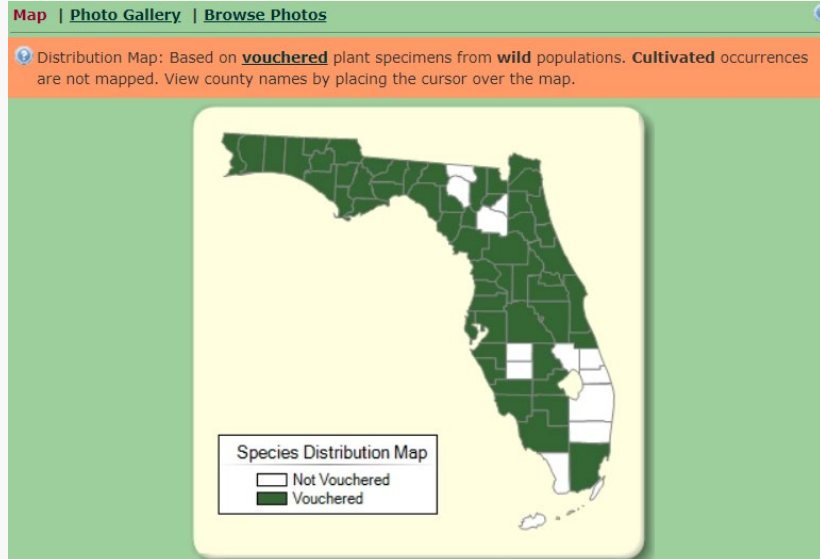 Map | Photo Gallery | Browse Photos
Distribution Map: Based on vouchered plant specimens from wild populations. Cultivated occurrences
are not mapped. View county names by placing the cursor over the map.
Species Distribution Map
Not Vouchered
Vouchered